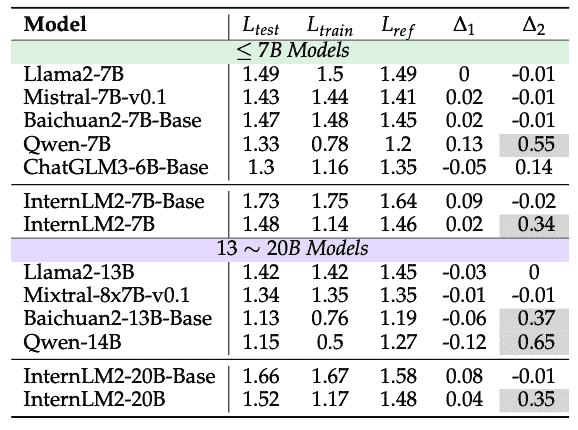 Model L_test L_train L_ref Δ1 Δ2
≤ 7B Models
Llama2-7B 1.49 1.5 1.49 0 -0.01
Mistral-7B-v0.1 1.43 1.44 1.41 0.02 -0.01
Baichuan2-7B-Base 1.47 1.48 1.45 0.02 -0.01
Qwen-7B 1.33 0.78 1.2 0.13 0.55
ChatGLM3-6B-Base 1.3 1.16 1.35 -0.05 0.14
InternLM2-7B-Base 1.73 1.75 1.64 0.09 -0.02
InternLM2-7B 1.48 1.14 1.46 0.02 0.34
13 ∼ 20B Models
Llama2-13B 1.42 1.42 1.45 -0.03 0
Mixtral-8x7B-v0.1 1.34 1.35 1.35 -0.01 -0.01
Baichuan2-13B-Base 1.13 0.76 1.19 -0.06 0.37
Qwen-14B 1.15 0.5 1.27 -0.12 0.65
InternLM2-20B-Base 1.66 1.67 1.58 0.08 -0.01
InternLM2-20B 1.52 1.17 1.48 0.04 0.35